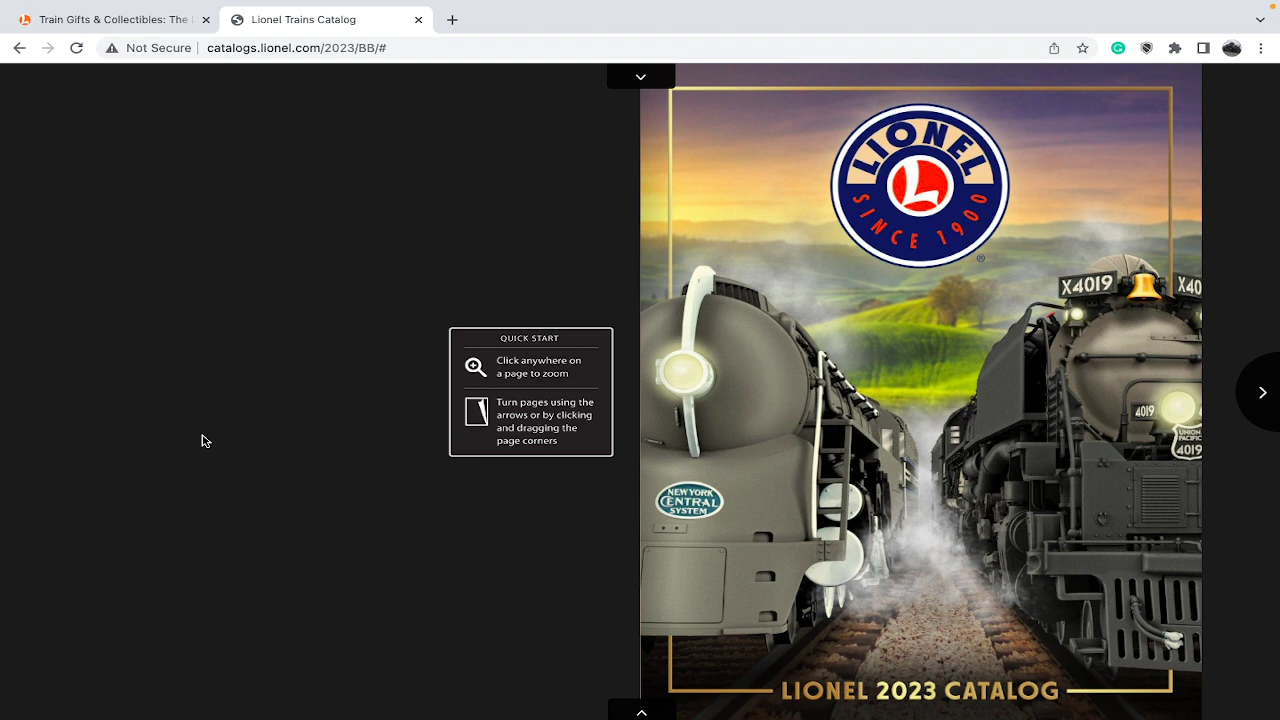 Train Gifts & Collectibles: The
Lionel Trains Catalog
Not Secure
catalogs.lionel.com/2023/BB/#
LIONEL
SINCE 1900
®
X4019
X40
4019
UNION
PACIFIC
4019
QUICK START
Click anywhere on
a page to zoom
Turn pages using the
arrows or by clicking
and dragging the
page corners
NEW YORK
CENTRAL
SYSTEM
LIONEL 2023 CATALOG